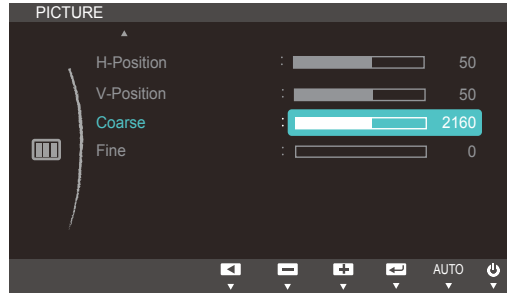 PICTURE
H-Position : 50
V-Position : 50
Coarse : 2160
Fine : 0
AUTO